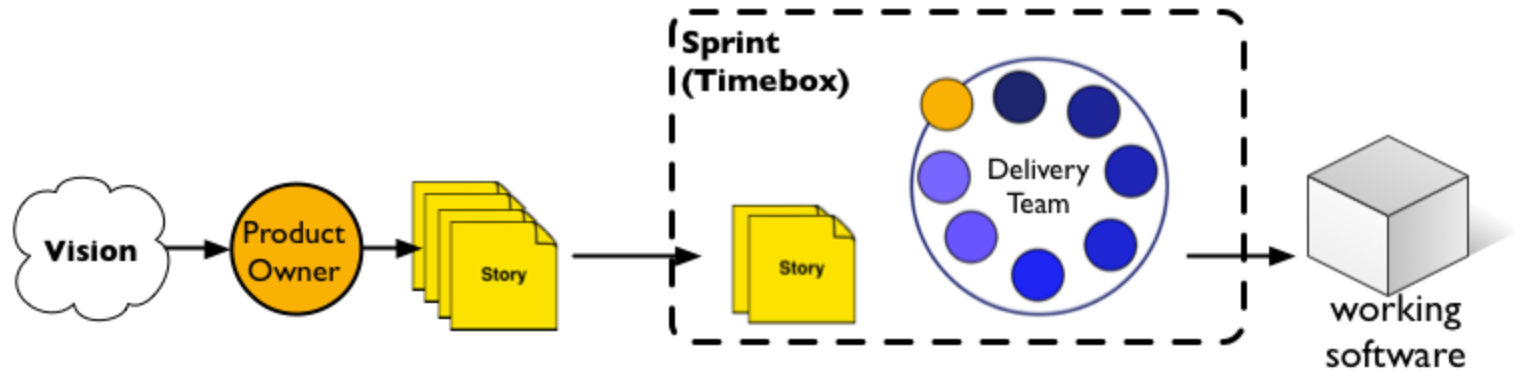 Vision
Product
Owner
Story
Sprint
(Timebox)
Story
Delivery
Team
working
software